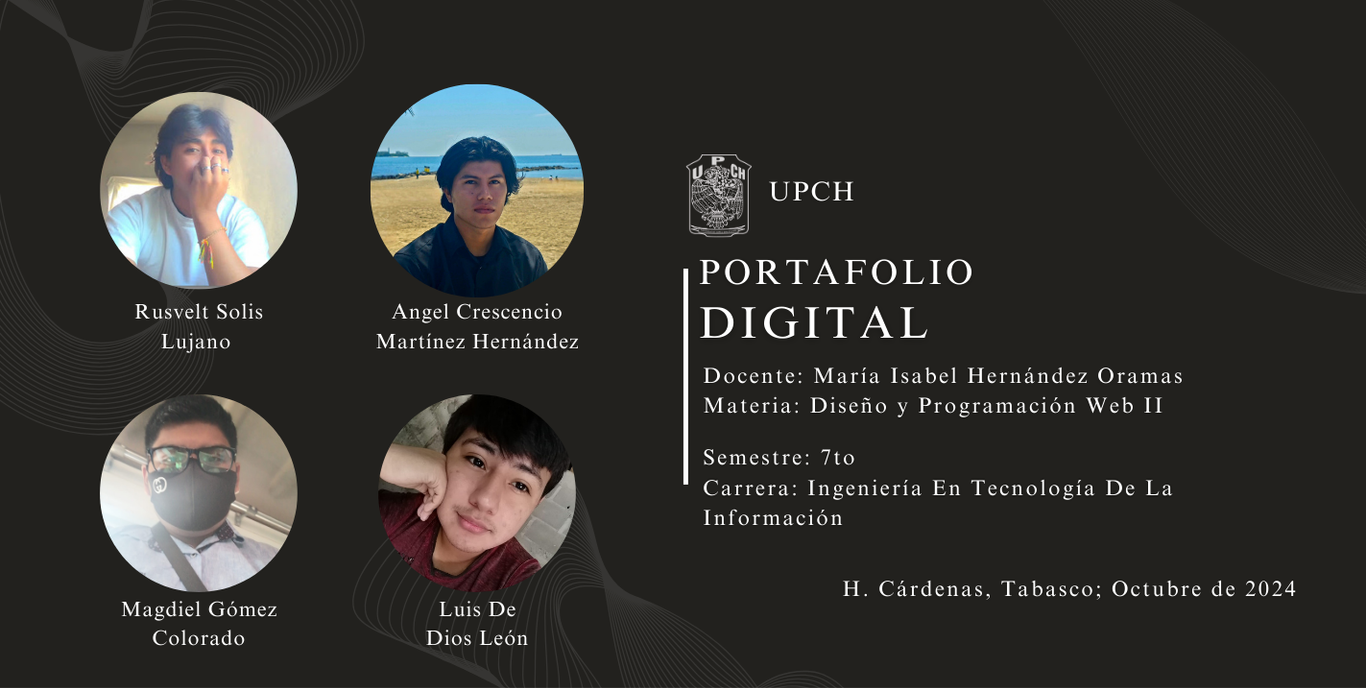 Rusvelt Solis
Lujano
Angel Crescencio
Martínez Hernández
Magdiel Gómez
Colorado
Luis De
Dios León
U P CH
UPCH
PORTAFOLIO
DIGITAL
Docente: María Isabel Hernández Oramas
Materia: Diseño y Programación Web II
Semestre: 7to
Carrera: Ingeniería En Tecnología De La
Información
H. Cárdenas, Tabasco; Octubre de 2024